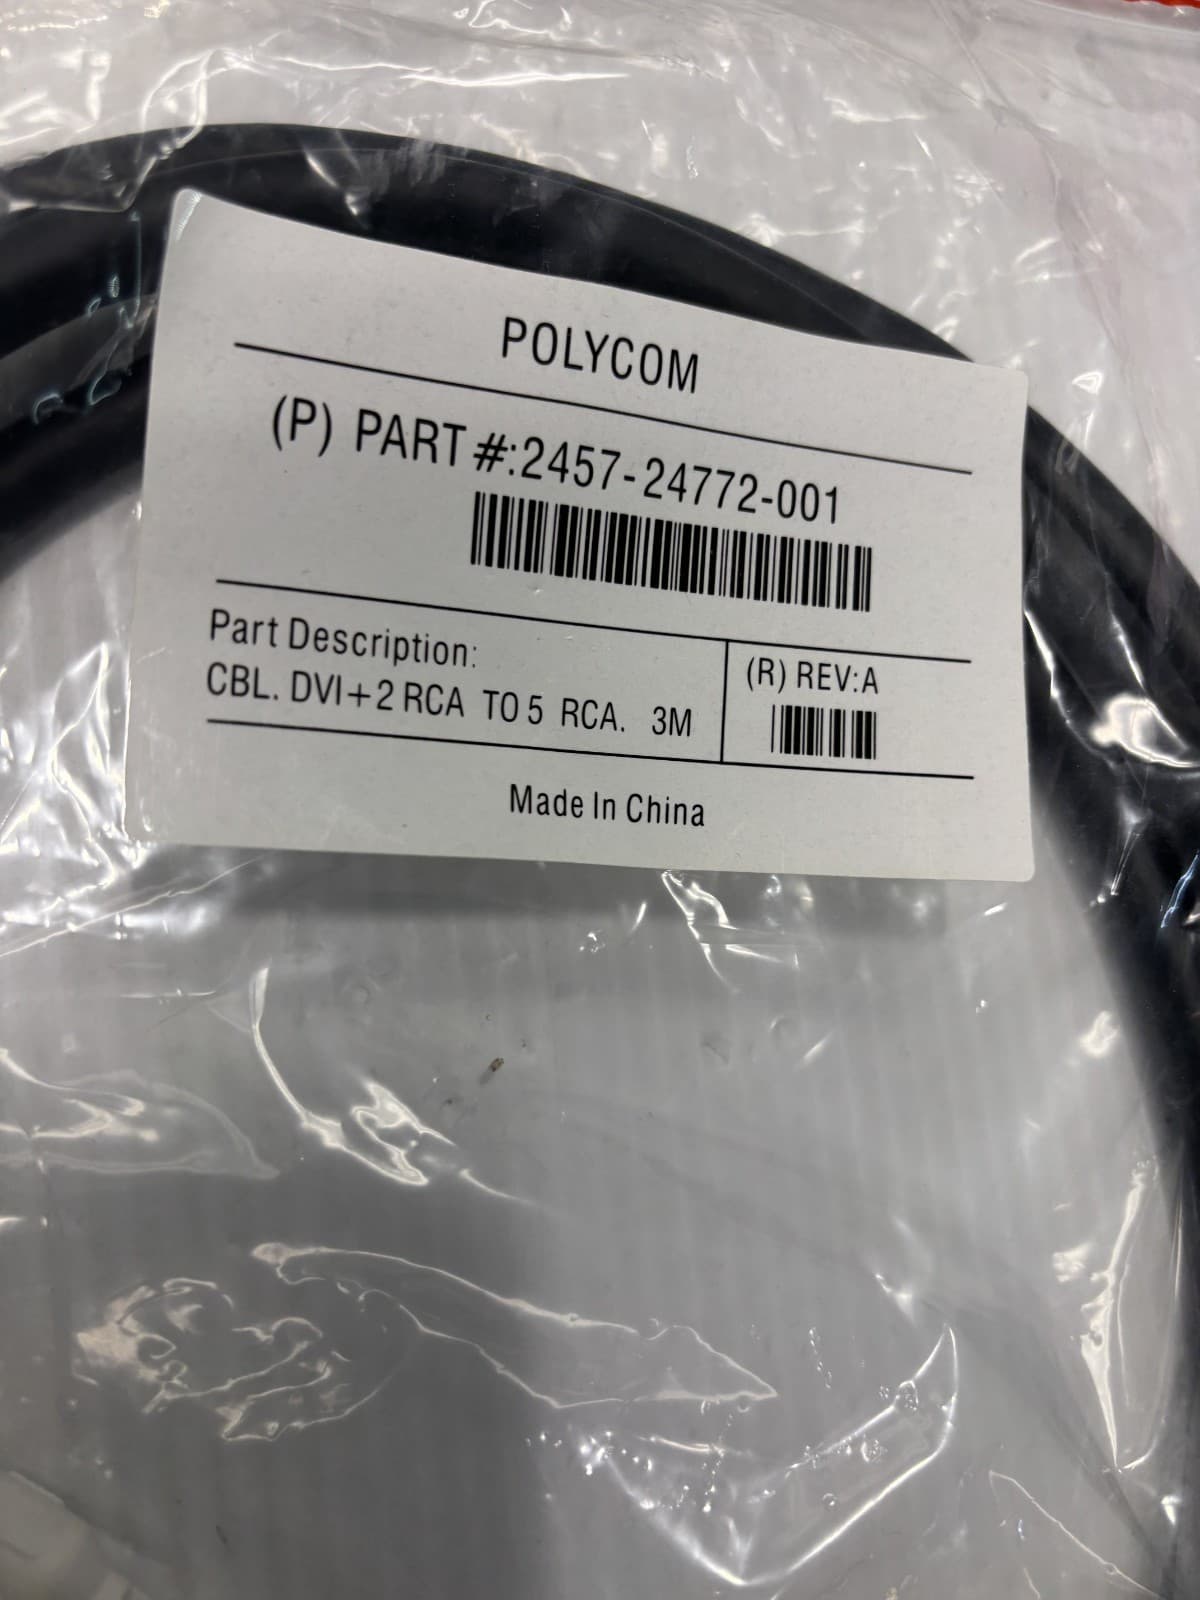 POLYCOM
(P) PART #:2457-24772-001
Part Description:
CBL. DVI+2 RCA TO 5 RCA. 3M
(R) REV:A
Made In China